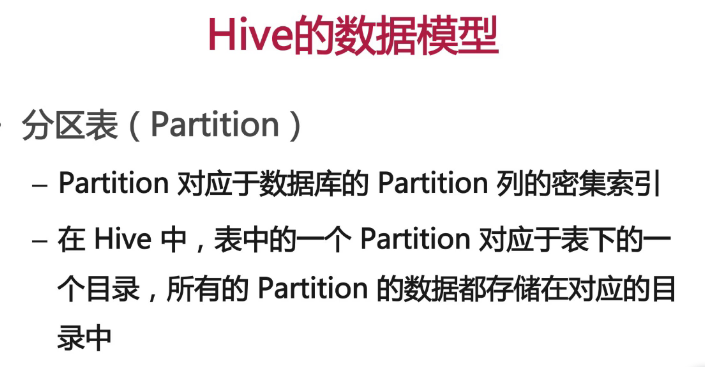 Hive的数据模型
分区表（Partition）
– Partition 对应于数据库的 Partition 列的密集索引
– 在 Hive 中，表中的一个 Partition 对应于表下的一
个目录，所有的 Partition 的数据都存储在对应的目
录中